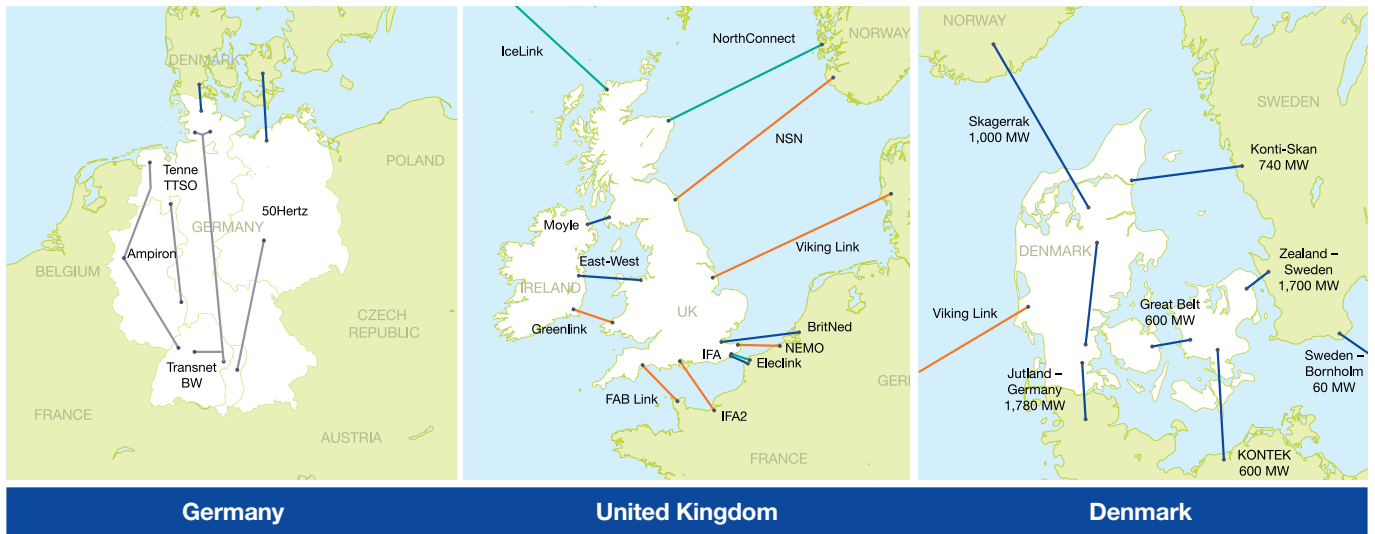 DENMARK
POLAND
Tenne
TTSO
50Hertz
GERMANY
Ampiron
BELGIUM
CZECH
REPUBLIC
Transnet
BW
FRANCE
AUSTRIA
Germany
IceLink
NorthConnect
NORWAY
NSN
Moyle
Viking Link
East-West
IRELAND
UK
Greenlink
BritNed
IFA
NEMO
Eleclink
GERI
FAB Link
IFA2
FRANCE
United Kingdom
NORWAY
SWEDEN
Skagerrak
1,000 MW
Konti-Skan
740 MW
DENMARK
Zealand –
Sweden
1,700 MW
Great Belt
600 MW
Viking Link
Sweden –
Bornholm
60 MW
Jutland –
Germany
1,780 MW
KONTEK
600 MW
Denmark